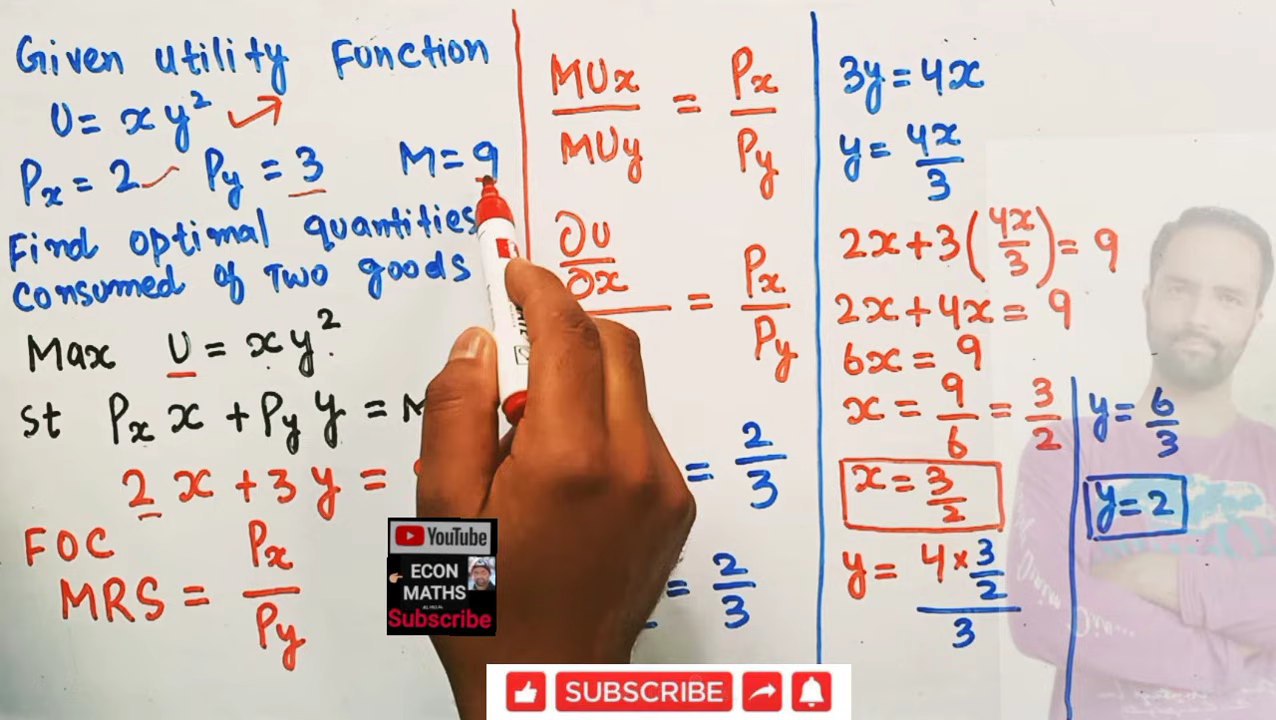 Given utility Function
U = xy²
Px = 2 Py = 3 M = 9
Find optimal quantities
consumed of two goods
Max U = xy²
st Px x + Py y = M
2x + 3y =
FOC
MRS = Px/Py
MUx/MUy = Px/Py
∂U/∂x = Px/Py
= 2/3
= 2/3
3y = 4x
y = 4x/3
2x + 3(4x/3) = 9
2x + 4x = 9
6x = 9
x = 9/6 = 3/2
x = 3/2
y = 4 × 3/2 / 3
y = 6/3
y = 2
YouTube
ECON
MATHS
Subscribe
SUBSCRIBE